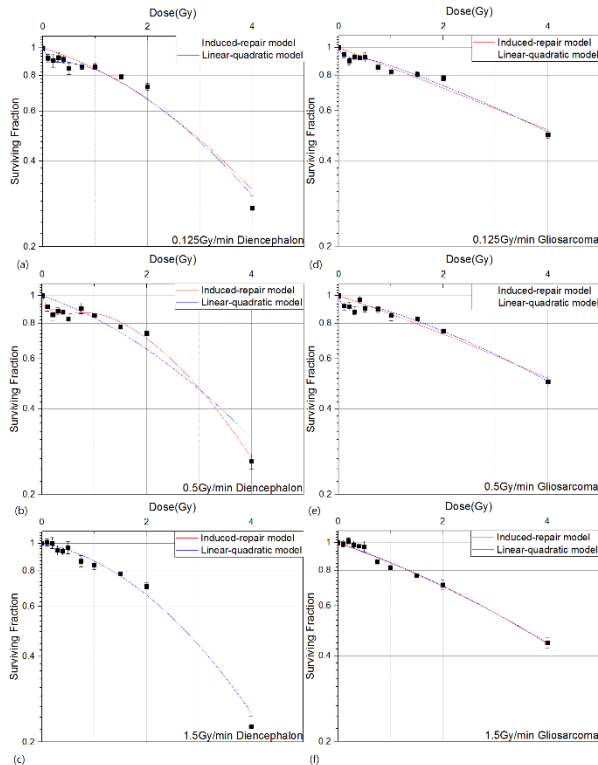 Dose(Gy)
0 2 4
1
0.8
0.6
0.4
0.2
Surviving Fraction
Induced-repair model
Linear-quadratic model
0.125Gy/min Diencephalon
(a)
Dose(Gy)
0 2 4
1
0.8
0.6
0.4
0.2
Surviving Fraction
Induced-repair model
Linear-quadratic model
0.125Gy/min Gliosarcoma
(d)
0 2 4
1
0.8
0.6
0.4
0.2
Surviving Fraction
Induced-repair model
Linear-quadratic model
0.5Gy/min Diencephalon
(b)
0 2 4
1
0.8
0.6
0.4
0.2
Surviving Fraction
Induced-repair model
Linear-quadratic model
0.5Gy/min Gliosarcoma
(e)
Dose(Gy)
0 2 4
1
0.8
0.6
0.4
0.2
Surviving Fraction
Induced-repair model
Linear-quadratic model
1.5Gy/min Diencephalon
(c)
Dose(Gy)
0 2 4
1
0.8
0.6
0.4
0.2
Surviving Fraction
Induced-repair model
Linear-quadratic model
1.5Gy/min Gliosarcoma
(f)